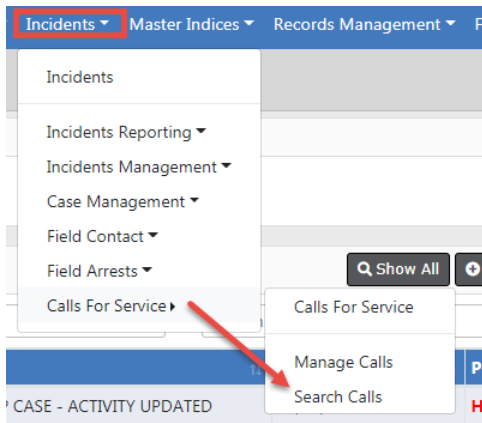 Incidents Master Indices Records Management F
Incidents
Incidents Reporting
Incidents Management
Case Management
Field Contact
Field Arrests
Show All
Calls For Service
Calls For Service
Manage Calls
Search Calls
CASE - ACTIVITY UPDATED